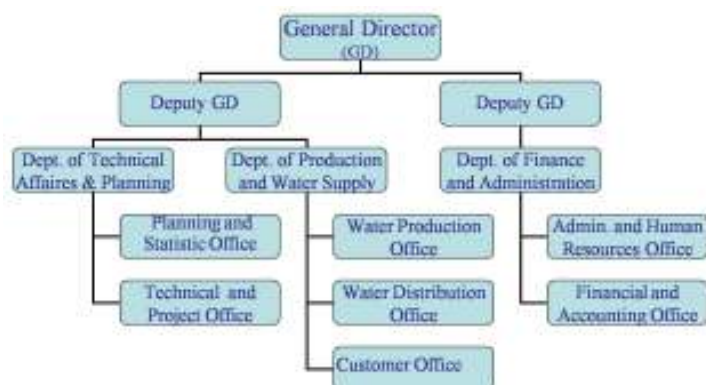 General Director
(GD)
Deputy GD
Deputy GD
Dept. of Technical
Affaires & Planning
Dept. of Production
and Water Supply
Dept. of Finance
and Administration
Planning and
Statistic Office
Water Production
Office
Admin. and Human
Resources Office
Technical and
Project Office
Water Distribution
Office
Financial and
Accounting Office
Customer Office